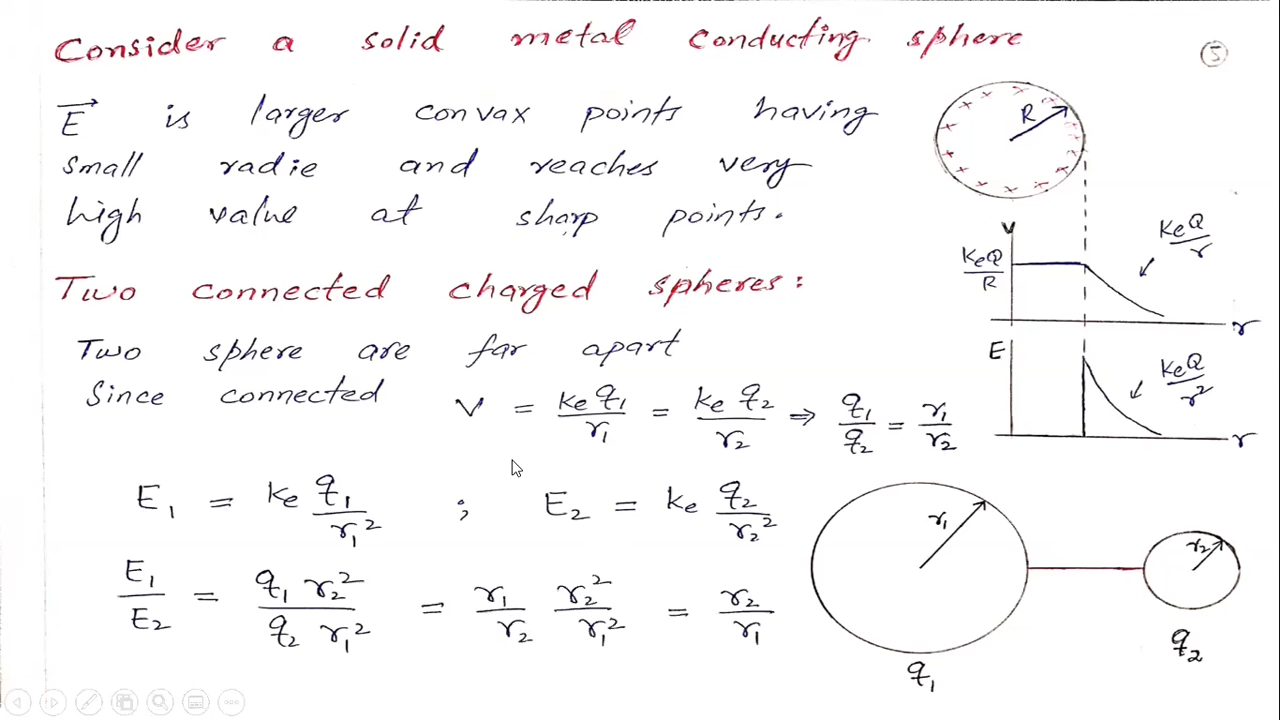 Consider a solid metal conducting sphere
⑤
E⃗ is larger convax points having
small radie and reaches very
high value at sharp points.
R
V
KeQ/R
KeQ/r
r
Two connected charged spheres:
E
KeQ/r²
r
Two sphere are far apart
Since connected V = ke q₁/r₁ = ke q₂/r₂ ⇒ q₁/q₂ = r₁/r₂
E₁ = ke q₁/r₁² ; E₂ = ke q₂/r₂²
E₁/E₂ = q₁ r₂²/q₂ r₁² = r₁/r₂ r₂²/r₁² = r₂/r₁
r₁
r₂
q₁
q₂